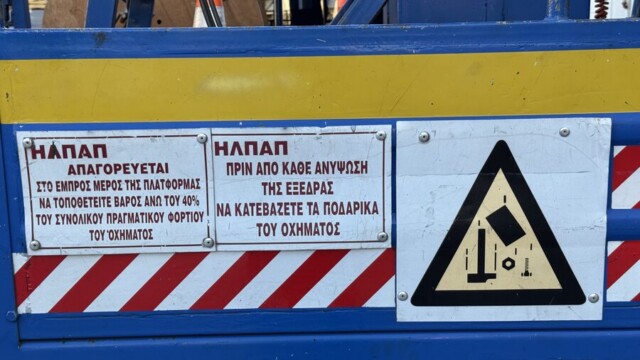 ΗΛΠΑΠ
ΑΠΑΓΟΡΕΥΕΤΑΙ
ΣΤΟ ΕΜΠΡΟΣ ΜΕΡΟΣ ΤΗΣ ΠΛΑΤΦΟΡΜΑΣ
ΝΑ ΤΟΠΟΘΕΤΕΙΤΕ ΒΑΡΟΣ ΑΝΩ ΤΟΥ 40%
ΤΟΥ ΣΥΝΟΛΙΚΟΥ ΠΡΑΓΜΑΤΙΚΟΥ ΦΟΡΤΙΟΥ
ΤΟΥ ΟΧΗΜΑΤΟΣ
ΗΛΠΑΠ
ΠΡΙΝ ΑΠΟ ΚΑΘΕ ΑΝΥΨΩΣΗ
ΤΗΣ ΕΞΕΔΡΑΣ
ΝΑ ΚΑΤΕΒΑΖΕΤΕ ΤΑ ΠΟΔΑΡΙΚΑ
ΤΟΥ ΟΧΗΜΑΤΟΣ